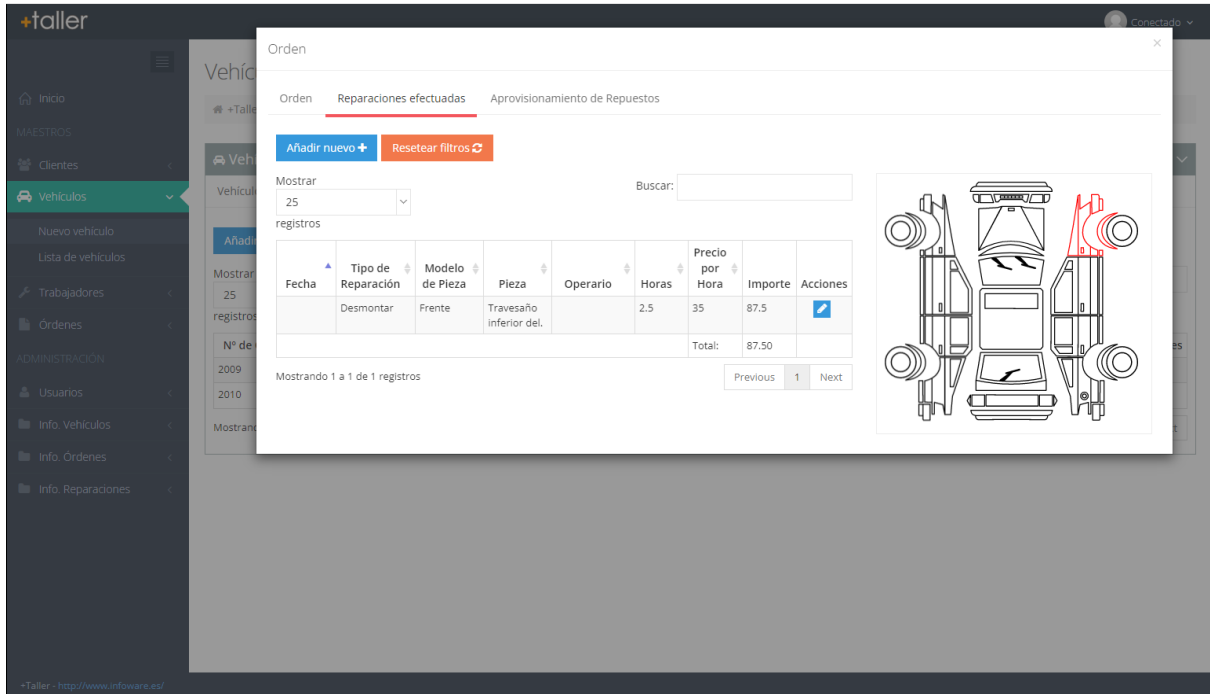 +taller
Conectado
Inicio
MAESTROS
Clientes
Vehículos
Nuevo vehículo
Lista de vehículos
Trabajadores
Órdenes
ADMINISTRACIÓN
Usuarios
Info. Vehículos
Info. Órdenes
Info. Reparaciones
+Taller - http://www.infoware.es/
Orden
×
Orden Reparaciones efectuadas Aprovisionamiento de Repuestos
Añadir nuevo + Resetear filtros
Mostrar
25
registros
Buscar:
Fecha Tipo de Reparación Modelo de Pieza Pieza Operario Horas Precio por Hora Importe Acciones
Desmontar Frente Travesaño inferior del. 2.5 35 87.5
Total: 87.50
Mostrando 1 a 1 de 1 registros
Previous 1 Next
Mostrar
25
registros
Nº de
2009
2010